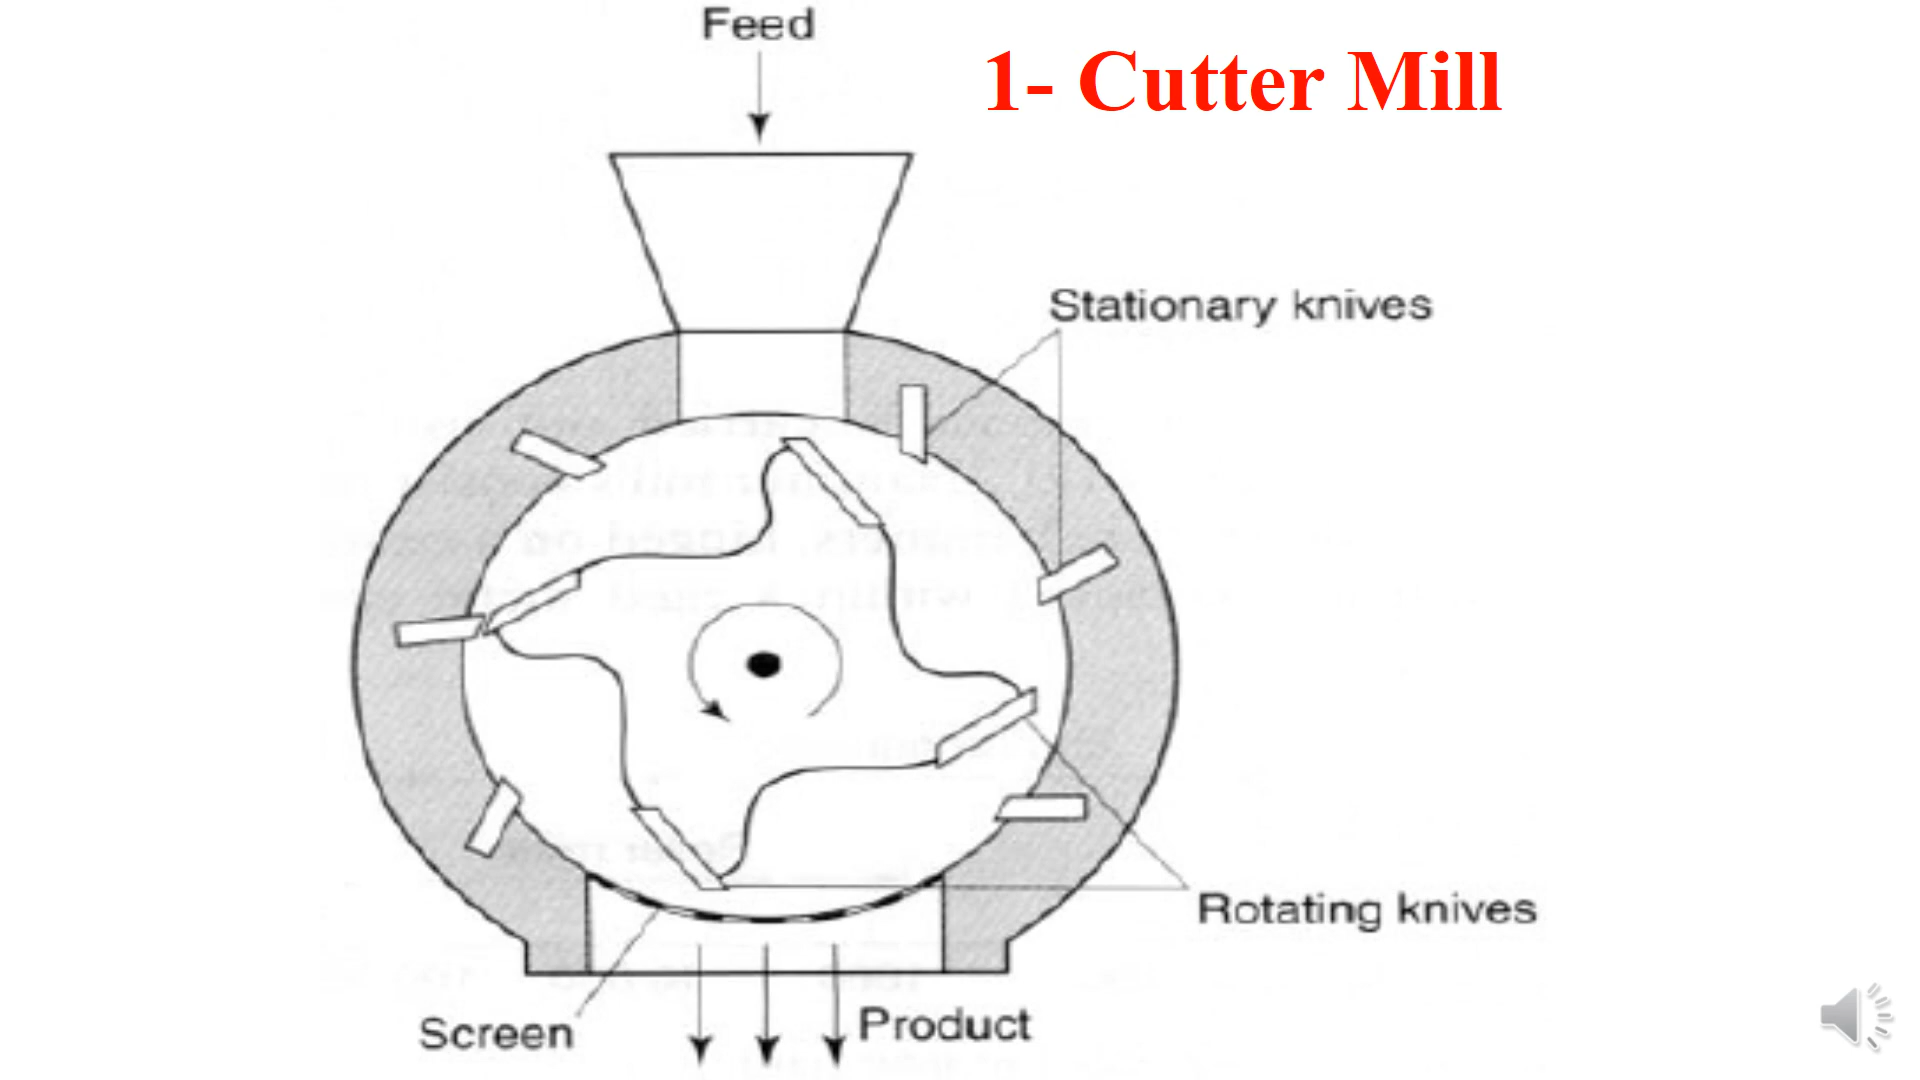 Feed
1- Cutter Mill
Stationary knives
Rotating knives
Screen
Product